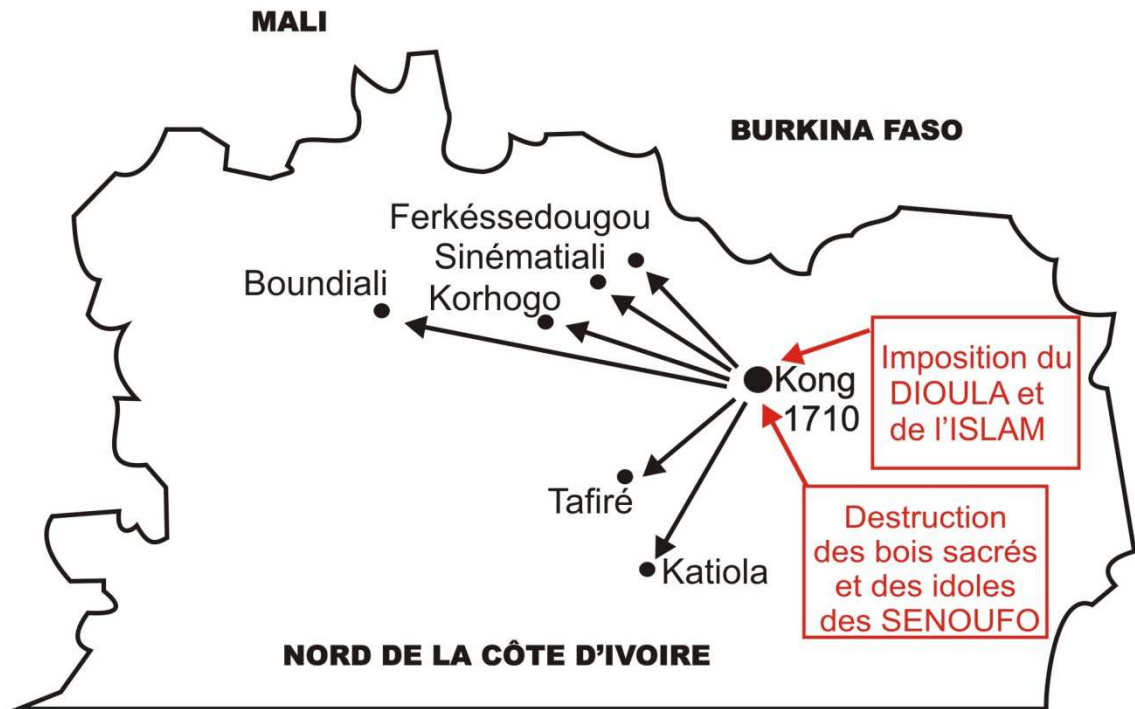 MALI
BURKINA FASO
Ferkéssedougou
Sinématiali
Boundiali
Korhogo
Kong
1710
Imposition du
DIOULA et
de l'ISLAM
Tafiré
Katiola
Destruction
des bois sacrés
et des idoles
des SENOUFO
NORD DE LA CÔTE D'IVOIRE